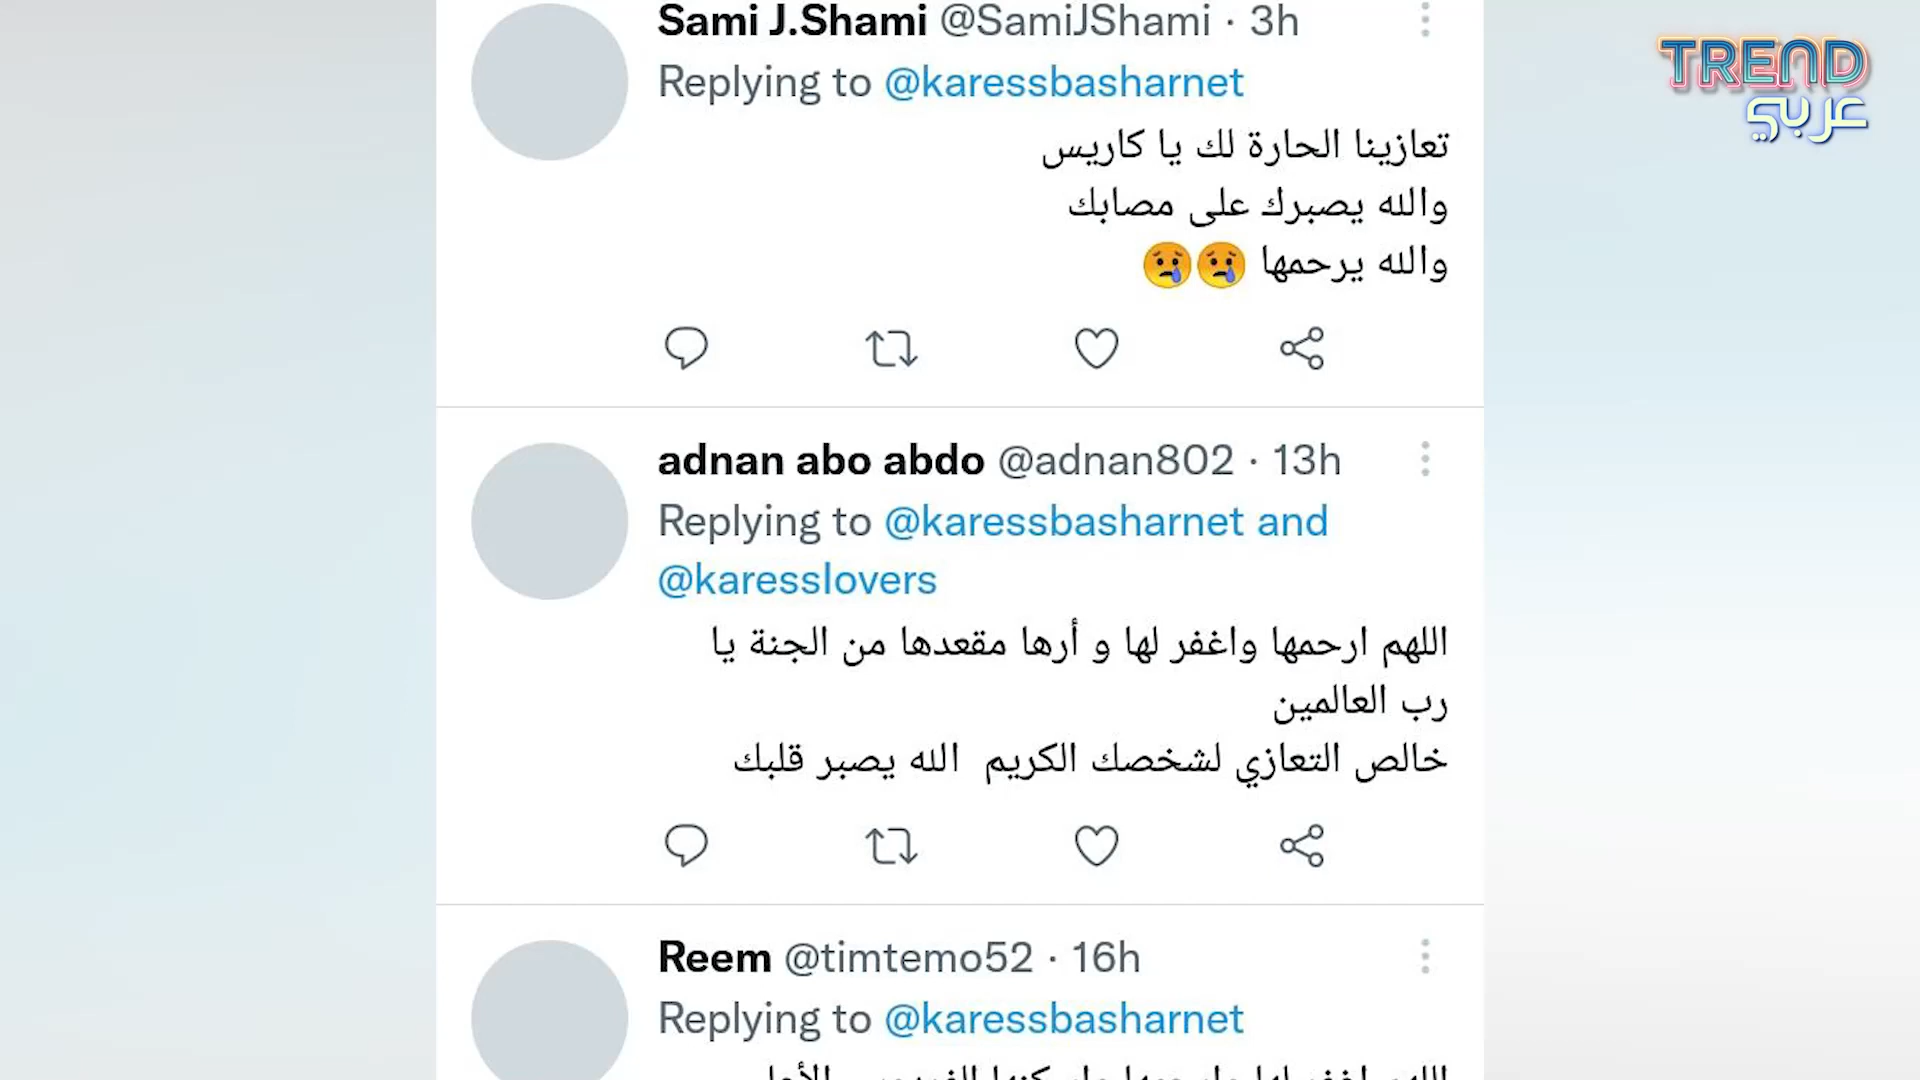 TREND
عربي
Sami J.Shami @SamiJShami · 3h
Replying to @karessbasharnet
تعازينا الحارة لك يا كاريس
والله يصبرك على مصابك
والله يرحمها 😢😢
adnan abo abdo @adnan802 · 13h
Replying to @karessbasharnet and
@karesslovers
اللهم ارحمها واغفر لها و أرها مقعدها من الجنة يا
رب العالمين
خالص التعازي لشخصك الكريم  الله يصبر قلبك
Reem @timtemo52 · 16h
Replying to @karessbasharnet